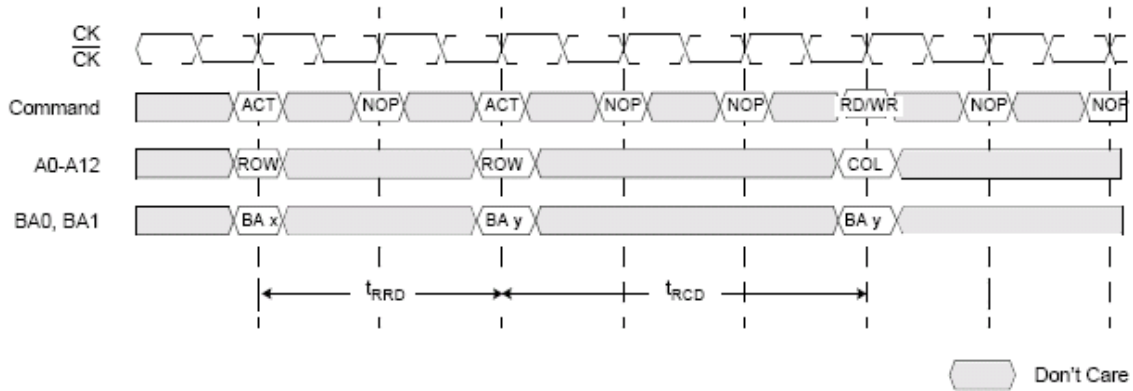 CK
CK
Command ACT NOP ACT NOP NOP RD/WR NOP NOP
A0-A12 ROW ROW COL
BA0, BA1 BA x BA y BA y
tRRD tRCD
Don't Care